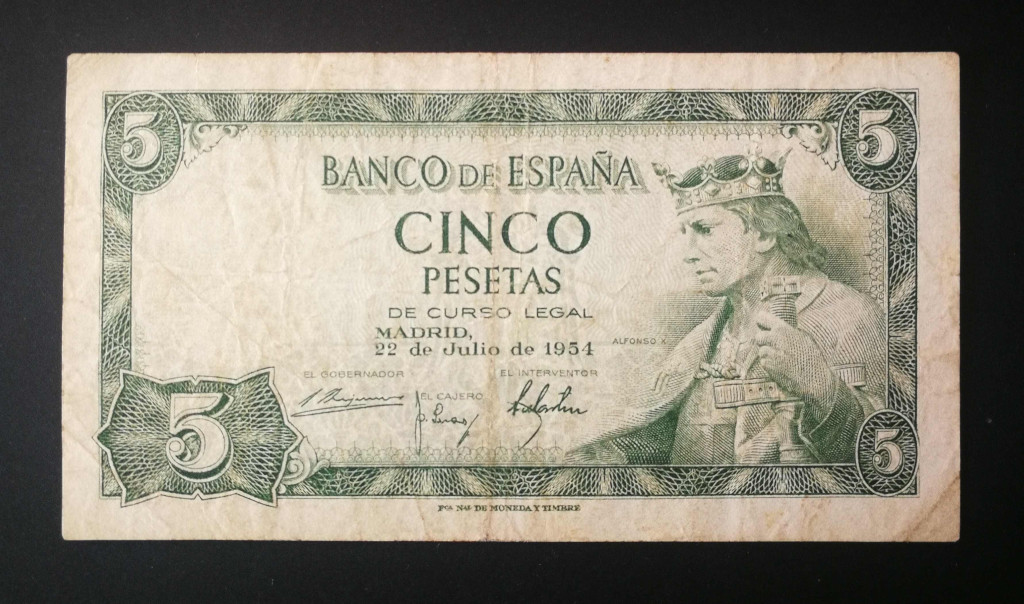 5
5
BANCO DE ESPAÑA
CINCO
PESETAS
DE CURSO LEGAL
MADRID,
22 de Julio de 1954
ALFONSO X
EL GOBERNADOR
EL INTERVENTOR
EL CAJERO
5
5
Fca. Nal. DE MONEDA Y TIMBRE